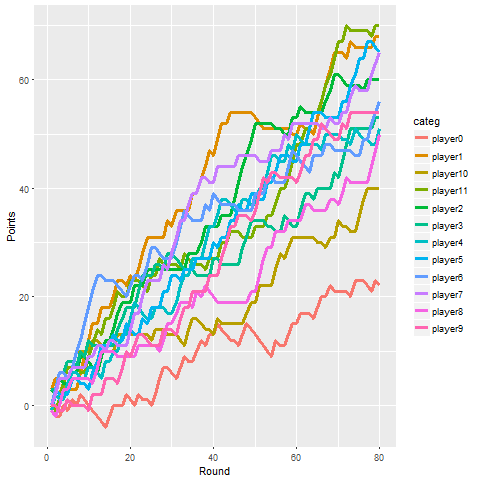 Points
60
40
20
0
0
20
40
60
80
Round
categ
player0
player1
player10
player11
player2
player3
player4
player5
player6
player7
player8
player9